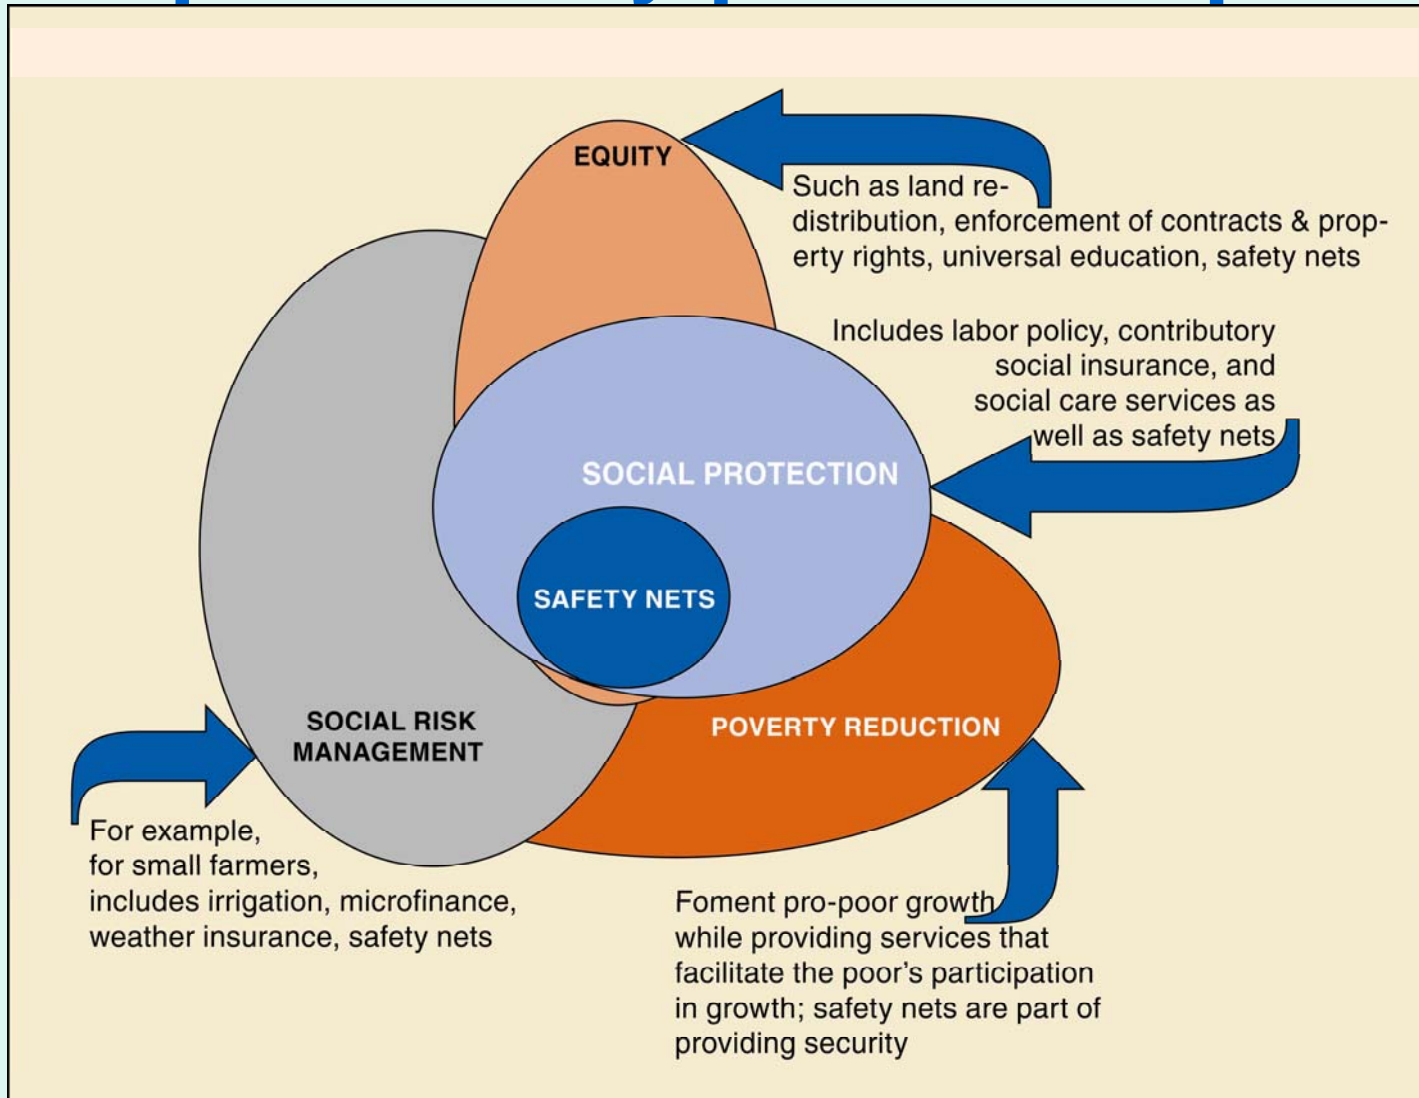 EQUITY
Such as land re-
distribution, enforcement of contracts & prop-
erty rights, universal education, safety nets
Includes labor policy, contributory
social insurance, and
social care services as
well as safety nets
SOCIAL PROTECTION
SAFETY NETS
SOCIAL RISK
MANAGEMENT
POVERTY REDUCTION
For example,
for small farmers,
includes irrigation, microfinance,
weather insurance, safety nets
Foment pro-poor growth
while providing services that
facilitate the poor's participation
in growth; safety nets are part of
providing security